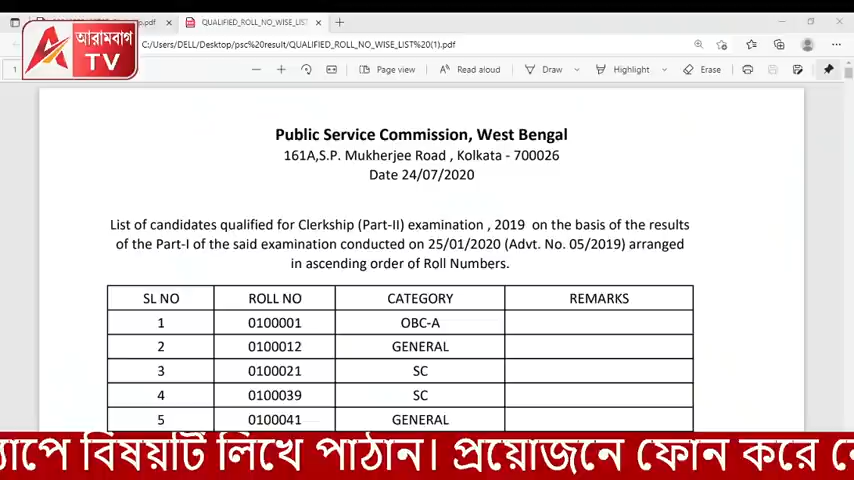 QUALIFIED_ROLL_NO_WISE_LIST
C:/Users/DELL/Desktop/psc%20result/QUALIFIED_ROLL_NO_WISE_LIST%20(1).pdf
আরামবাগ
TV
1
Page view
Read aloud
Draw
Highlight
Erase
Public Service Commission, West Bengal
161A,S.P. Mukherjee Road , Kolkata - 700026
Date 24/07/2020
List of candidates qualified for Clerkship (Part-II) examination , 2019 on the basis of the results
of the Part-I of the said examination conducted on 25/01/2020 (Advt. No. 05/2019) arranged
in ascending order of Roll Numbers.
SL NO ROLL NO CATEGORY REMARKS
1 0100001 OBC-A
2 0100012 GENERAL
3 0100021 SC
4 0100039 SC
5 0100041 GENERAL
বিষয়টি লিখে পাঠান। প্রয়োজনে ফোন করে